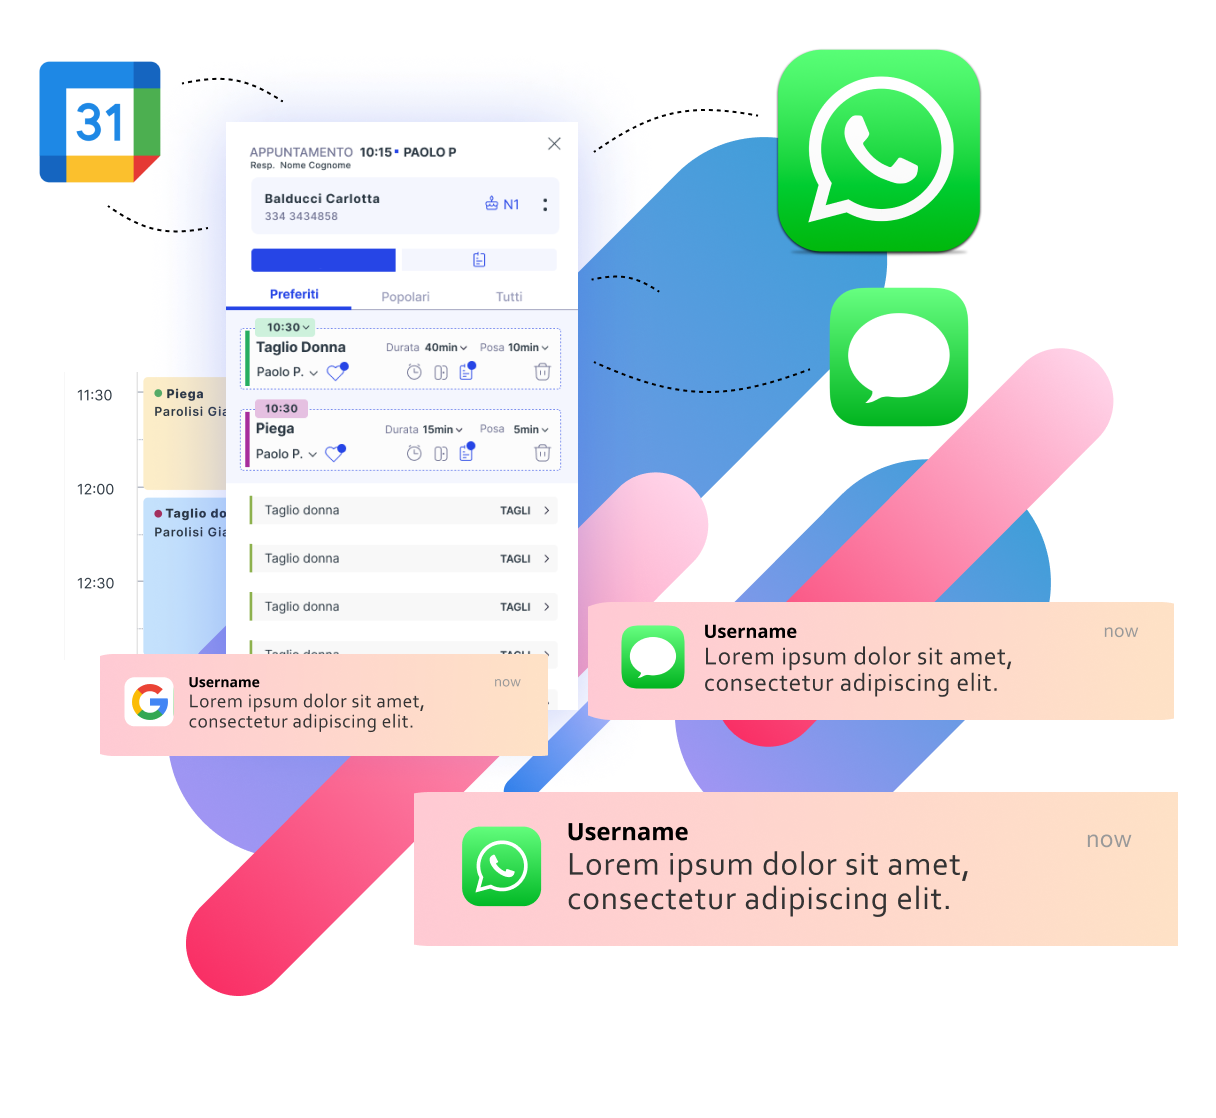 31
APPUNTAMENTO 10:15 PAOLO P
Resp. Nome Cognome
Balducci Carlotta
334 3434858
N1
Preferiti
Popolari
Tutti
10:30
Taglio Donna
Durata 40min
Posa 10min
Paolo P.
10:30
Piega
Durata 15min
Posa 5min
Paolo P.
Taglio donna TAGLI
Taglio donna TAGLI
Taglio donna TAGLI
Taglio donna TAGLI
11:30
Piega
Parolisi Gia
12:00
Taglio do
Parolisi Gia
12:30
Username
now
Lorem ipsum dolor sit amet,
consectetur adipiscing elit.
Username
now
Lorem ipsum dolor sit amet,
consectetur adipiscing elit.
Username
now
Lorem ipsum dolor sit amet,
consectetur adipiscing elit.